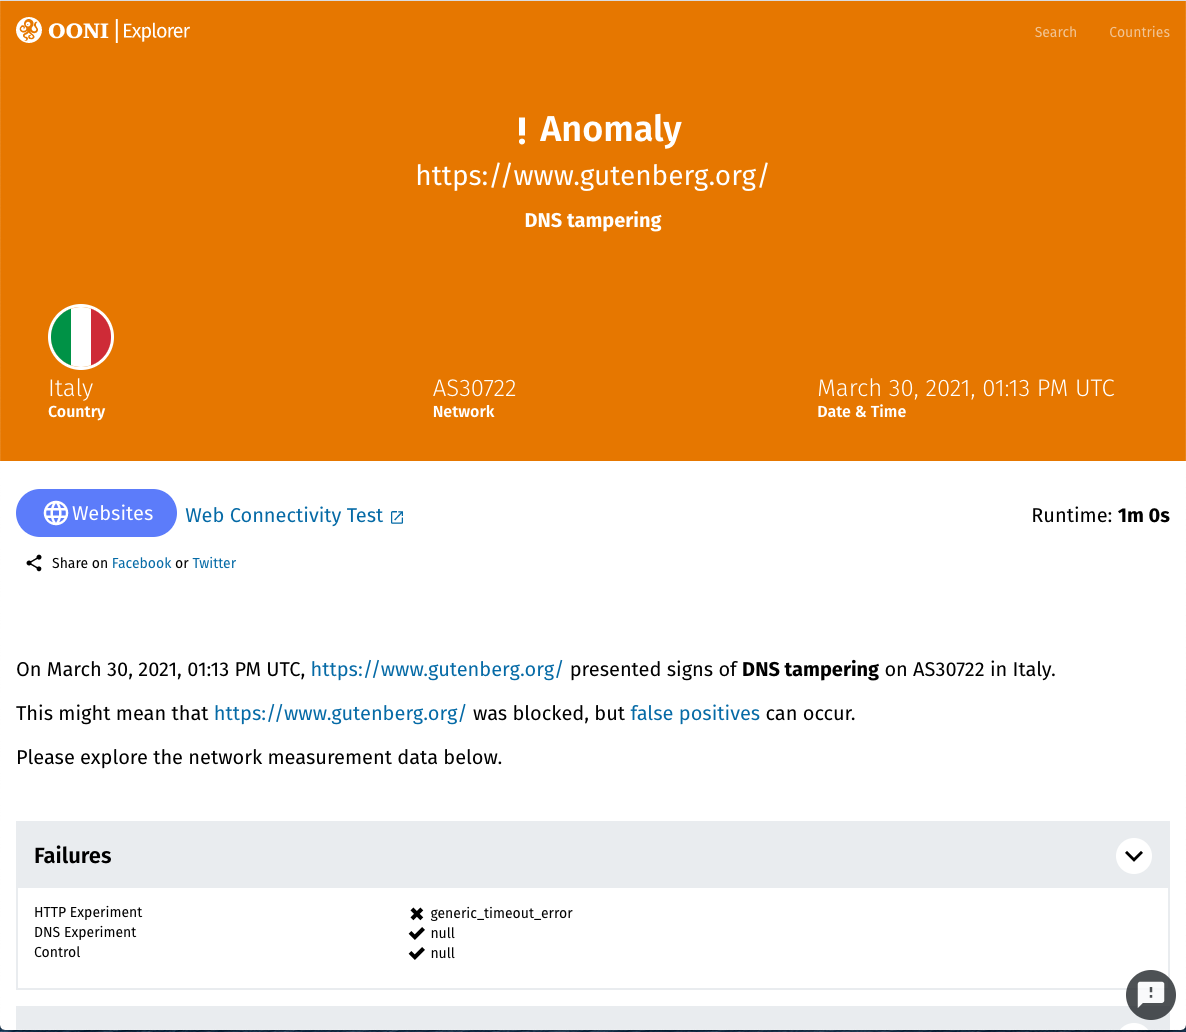 OONI Explorer
Search Countries
! Anomaly
https://www.gutenberg.org/
DNS tampering
Italy AS30722 March 30, 2021, 01:13 PM UTC
Country Network Date & Time
Websites Web Connectivity Test Runtime: 1m 0s
Share on Facebook or Twitter
On March 30, 2021, 01:13 PM UTC, https://www.gutenberg.org/ presented signs of DNS tampering on AS30722 in Italy.
This might mean that https://www.gutenberg.org/ was blocked, but false positives can occur.
Please explore the network measurement data below.
Failures
HTTP Experiment generic_timeout_error
DNS Experiment null
Control null